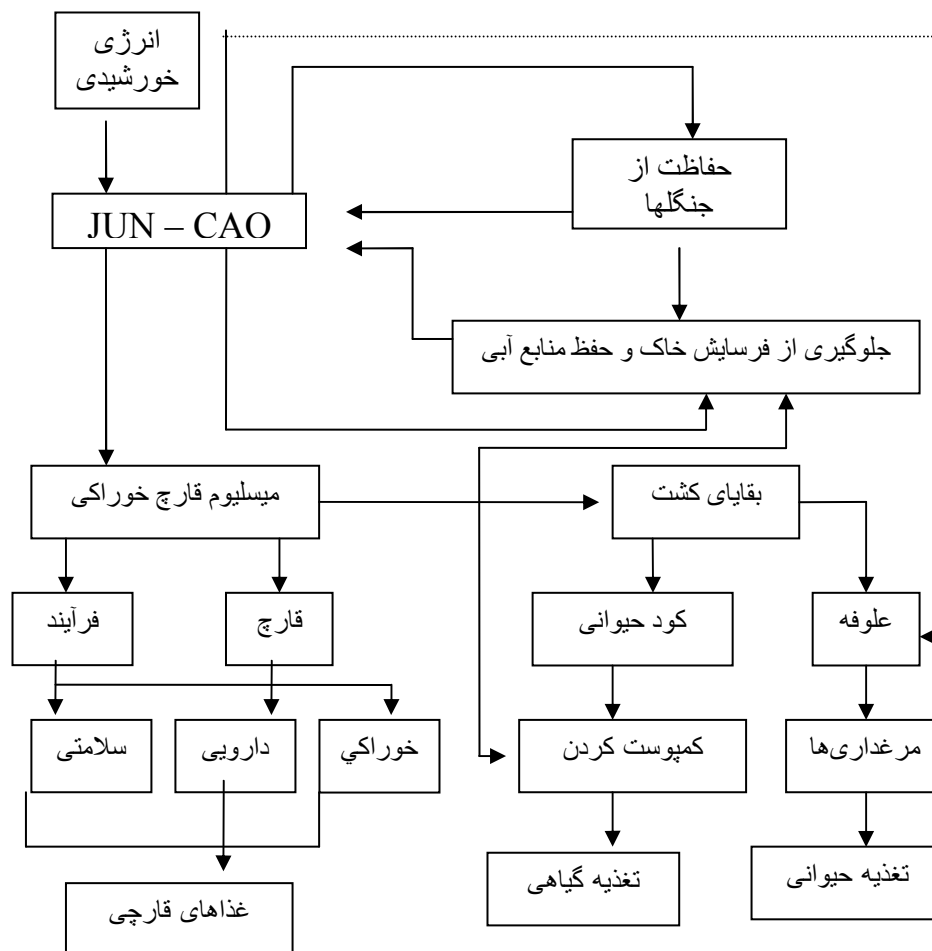 انرژی
خورشیدی
حفاظت از
جنگلها
JUN – CAO
جلوگیری از فرسایش خاک و حفظ منابع آبی
میسلیوم قارچ خوراکی
بقایای کشت
فرآیند
قارچ
کود حیوانی
علوفه
سلامتی
دارویی
خوراكي
کمپوست کردن
مرغداری‌ها
غذاهای قارچی
تغذیه گیاهی
تغذیه حیوانی